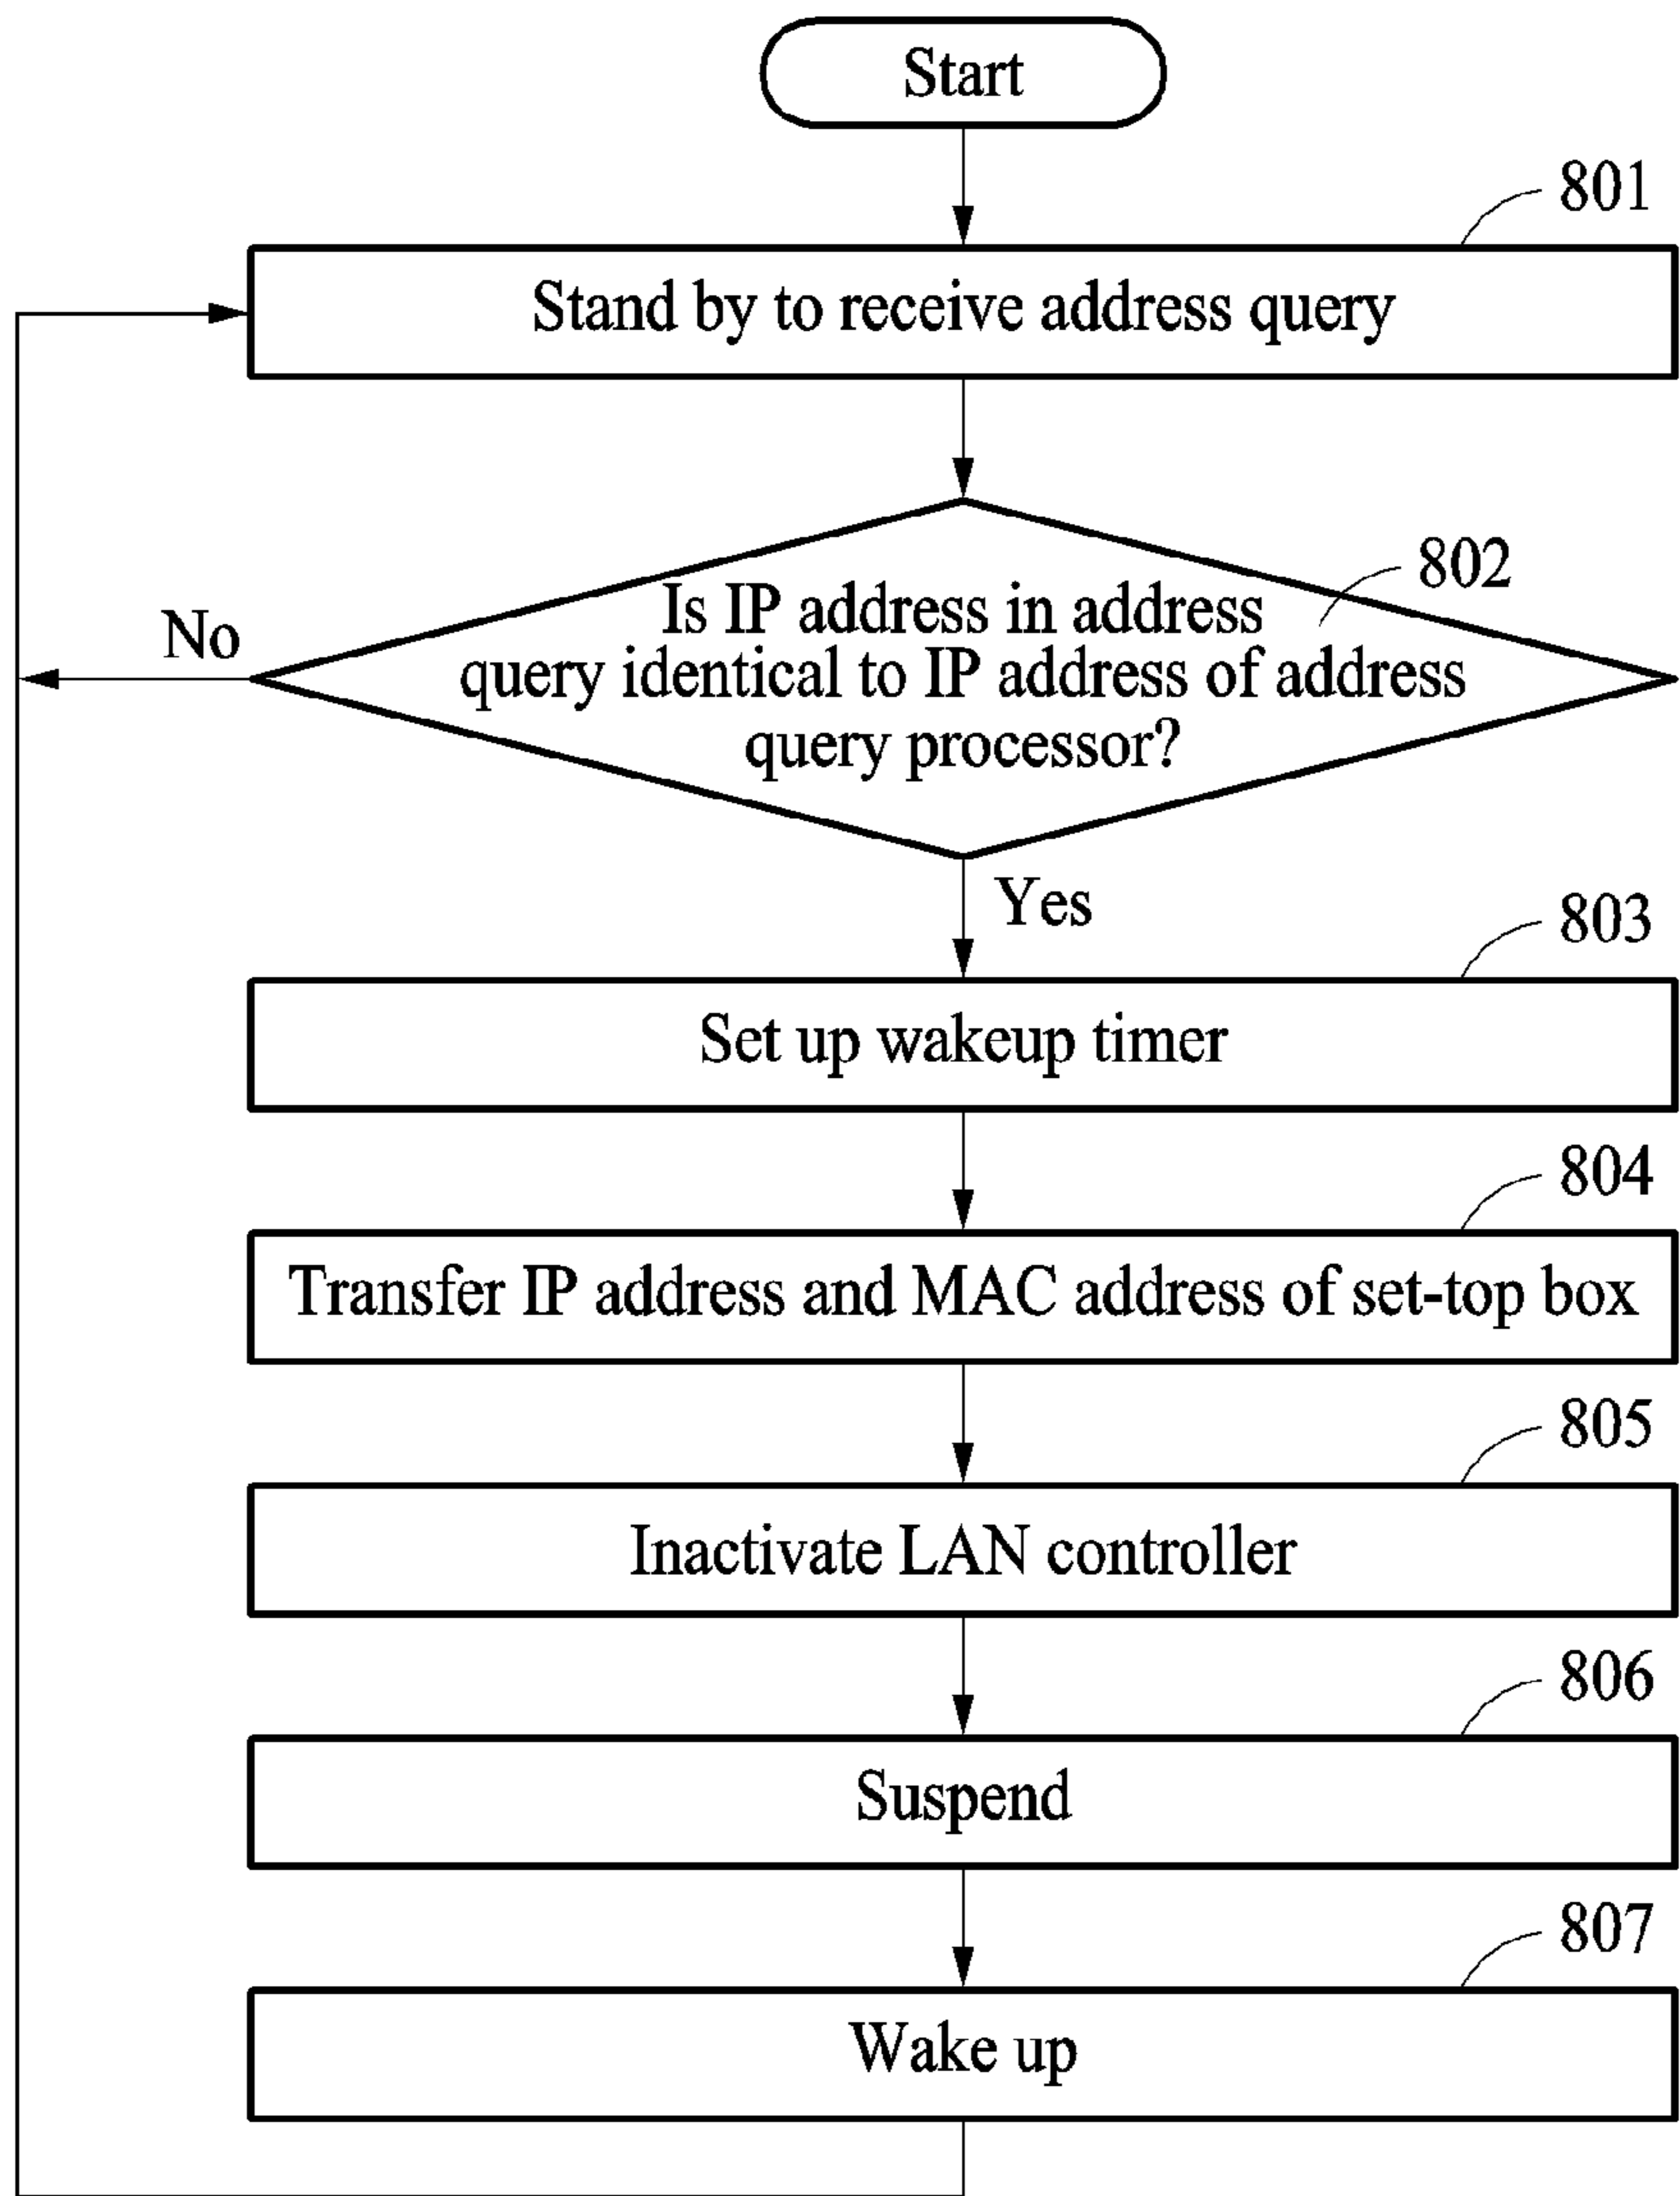 Start
801
Stand by to receive address query
802
Is IP address in address
query identical to IP address of address
query processor?
No
Yes
803
Set up wakeup timer
804
Transfer IP address and MAC address of set-top box
805
Inactivate LAN controller
806
Suspend
807
Wake up